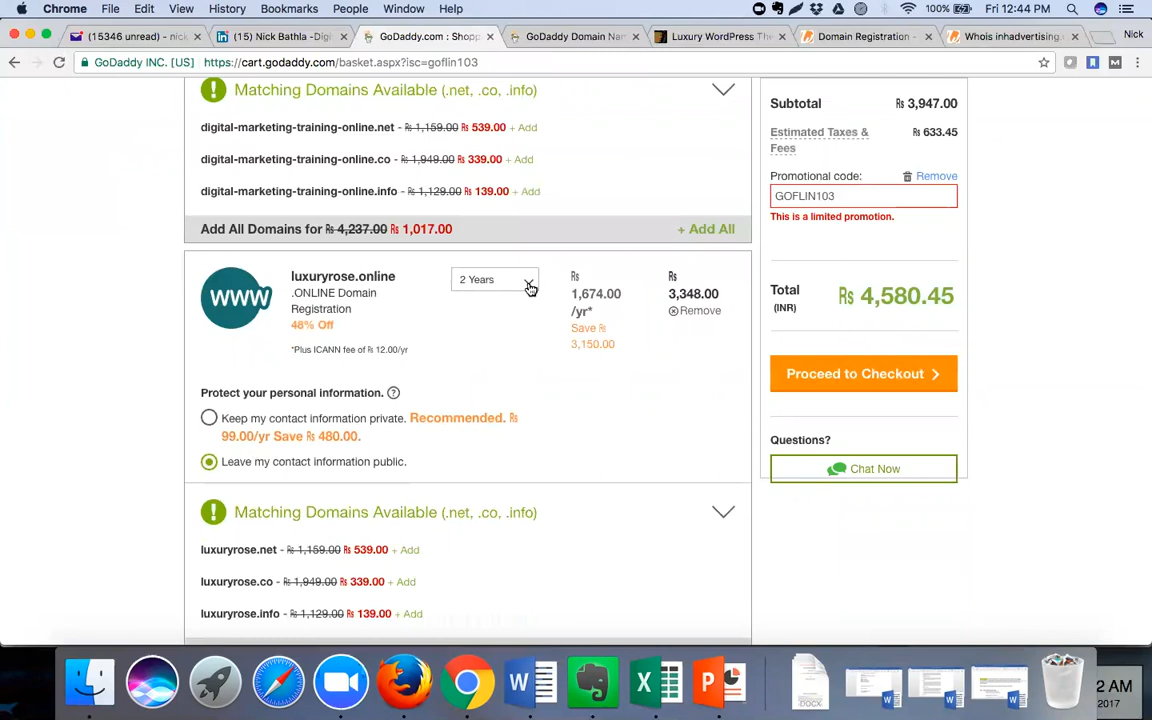 Chrome File Edit View History Bookmarks People Window Help 100% Fri 12:44 PM
(15346 unread) - nick (15) Nick Bathla -Digi GoDaddy.com : Shopp GoDaddy Domain Nam Luxury WordPress The Domain Registration - Whois inhadvertising.c Nick
GoDaddy INC. [US] https://cart.godaddy.com/basket.aspx?isc=goflin103
Matching Domains Available (.net, .co, .info)
digital-marketing-training-online.net - ₨ 1,159.00 ₨ 539.00 + Add
digital-marketing-training-online.co - ₨ 1,949.00 ₨ 339.00 + Add
digital-marketing-training-online.info - ₨ 1,129.00 ₨ 139.00 + Add
Add All Domains for ₨ 4,237.00 ₨ 1,017.00 + Add All
luxuryrose.online
.ONLINE Domain
Registration
48% Off
*Plus ICANN fee of ₨ 12.00/yr
2 Years
₨
1,674.00
/yr*
Save ₨
3,150.00
₨
3,348.00
Remove
Protect your personal information. ?
Keep my contact information private. Recommended. ₨
99.00/yr Save ₨ 480.00.
Leave my contact information public.
Matching Domains Available (.net, .co, .info)
luxuryrose.net - ₨ 1,159.00 ₨ 539.00 + Add
luxuryrose.co - ₨ 1,949.00 ₨ 339.00 + Add
luxuryrose.info - ₨ 1,129.00 ₨ 139.00 + Add
Subtotal ₨ 3,947.00
Estimated Taxes & ₨ 633.45
Fees
Promotional code: Remove
GOFLIN103
This is a limited promotion.
Total ₨ 4,580.45
(INR)
Proceed to Checkout
Questions?
Chat Now
WWW
W
X
P
DOCX
W
W
W
2 AM
2017